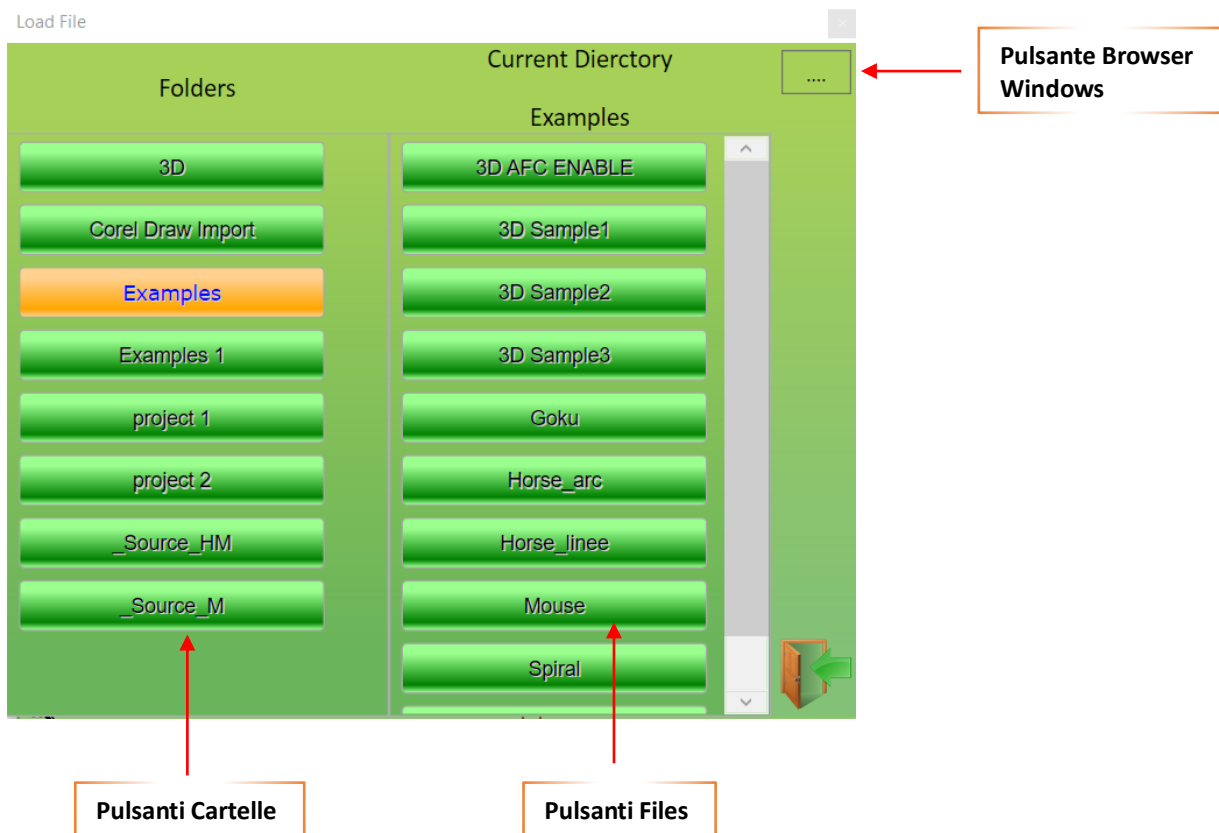 Load File
Folders
Current Dierctory
Examples
....
Pulsante Browser
Windows
3D
Corel Draw Import
Examples
Examples 1
project 1
project 2
_Source_HM
_Source_M
3D AFC ENABLE
3D Sample1
3D Sample2
3D Sample3
Goku
Horse_arc
Horse_linee
Mouse
Spiral
Pulsanti Cartelle
Pulsanti Files